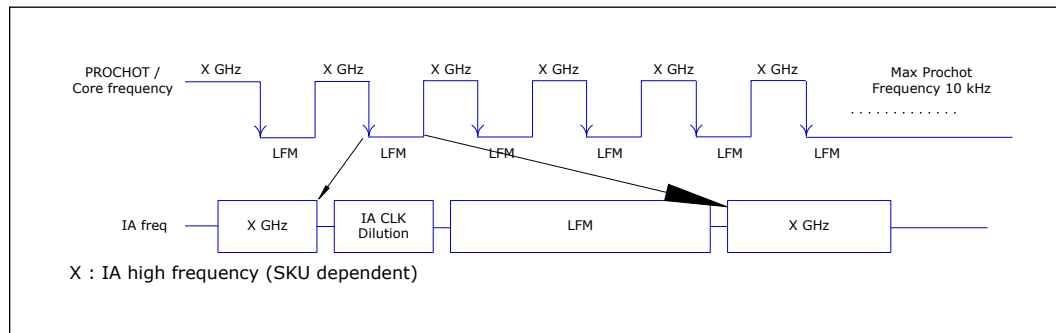 X GHz X GHz X GHz X GHz X GHz X GHz
PROCHOT /
Core frequency
Max Prochot
Frequency 10 kHz
. . . . . . . . . . . . .
LFM LFM LFM LFM LFM LFM
IA freq X GHz IA CLK
Dilution LFM X GHz
X : IA high frequency (SKU dependent)